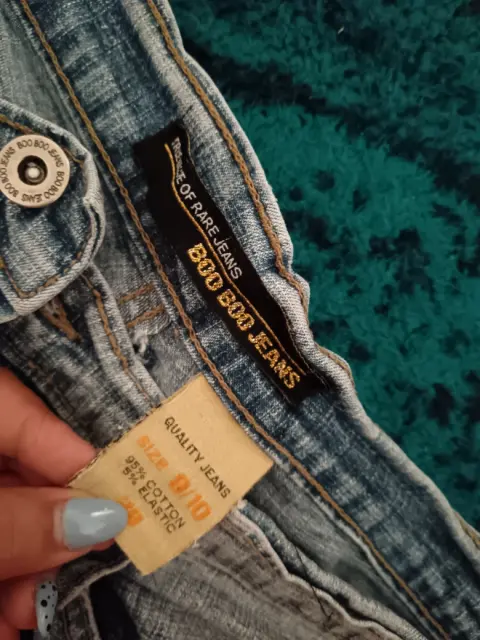 BOO BOO JEANS BOO BOO JEANS
OF RARE JEANS
BOO BOO JEANS
QUALITY JEANS
SIZE 9/10
95% COTTON
5% ELASTIC